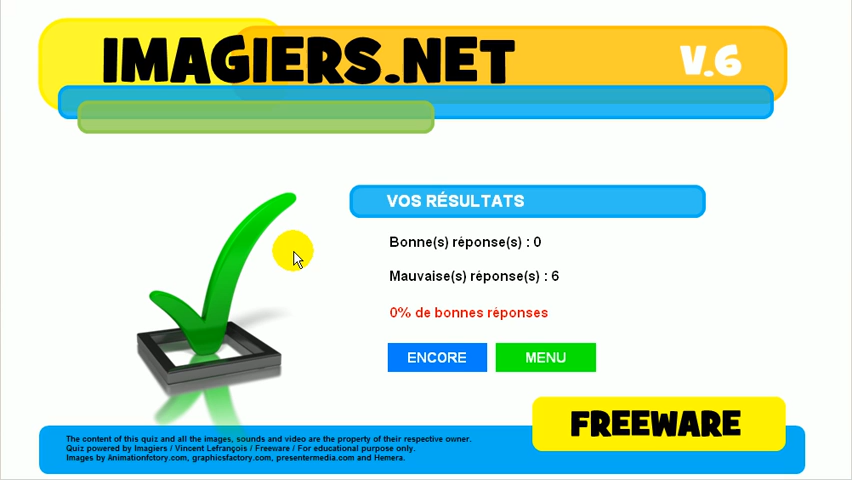 IMAGIERS.NET
V.6
VOS RÉSULTATS
Bonne(s) réponse(s) : 0
Mauvaise(s) réponse(s) : 6
0% de bonnes réponses
ENCORE
MENU
FREEWARE
The content of this quiz and all the images, sounds and video are the property of their respective owner.
Quiz powered by Imagiers / Vincent Lefrançois / Freeware / For educational purpose only.
Images by Animationfctory.com, graphicsfactory.com, presentermedia.com and Hemera.